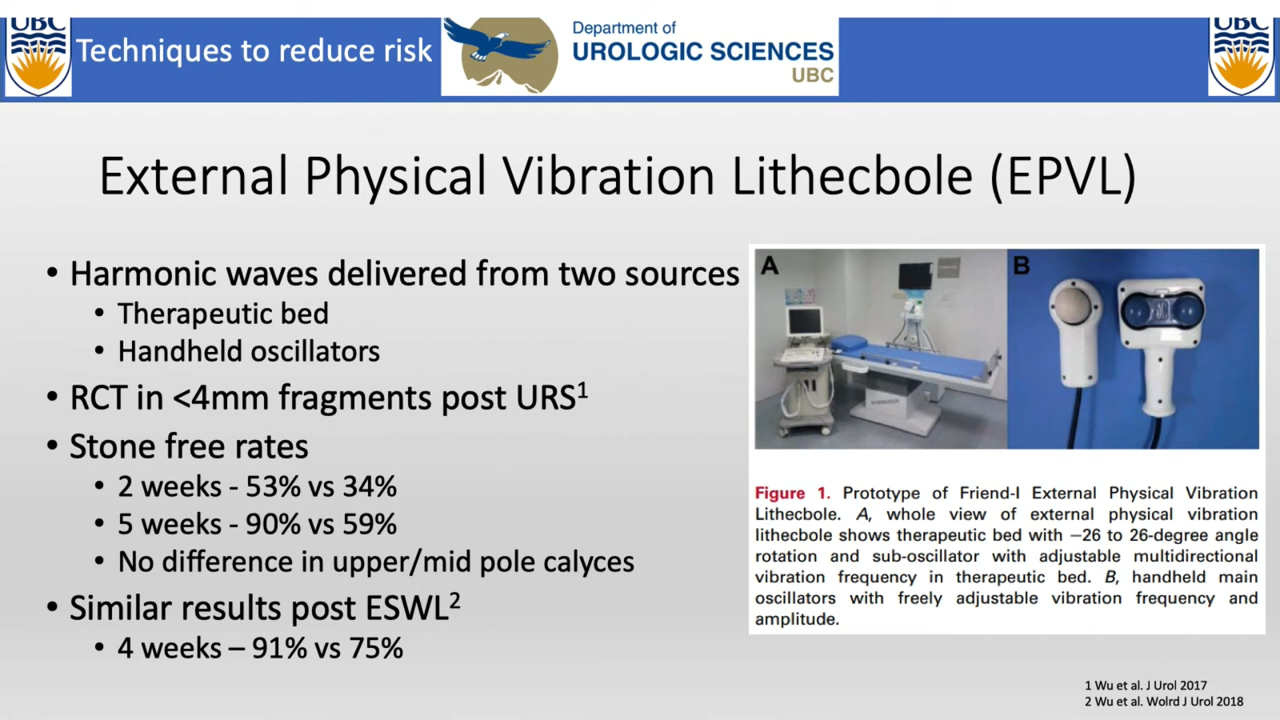 UBC
Techniques to reduce risk
Department of
UROLOGIC SCIENCES
UBC
UBC
External Physical Vibration Lithecbole (EPVL)
• Harmonic waves delivered from two sources
• Therapeutic bed
• Handheld oscillators
• RCT in <4mm fragments post URS1
• Stone free rates
• 2 weeks - 53% vs 34%
• 5 weeks - 90% vs 59%
• No difference in upper/mid pole calyces
• Similar results post ESWL2
• 4 weeks – 91% vs 75%
A
B
Figure 1. Prototype of Friend-I External Physical Vibration
Lithecbole. A, whole view of external physical vibration
lithecbole shows therapeutic bed with −26 to 26-degree angle
rotation and sub-oscillator with adjustable multidirectional
vibration frequency in therapeutic bed. B, handheld main
oscillators with freely adjustable vibration frequency and
amplitude.
1 Wu et al. J Urol 2017
2 Wu et al. Wolrd J Urol 2018